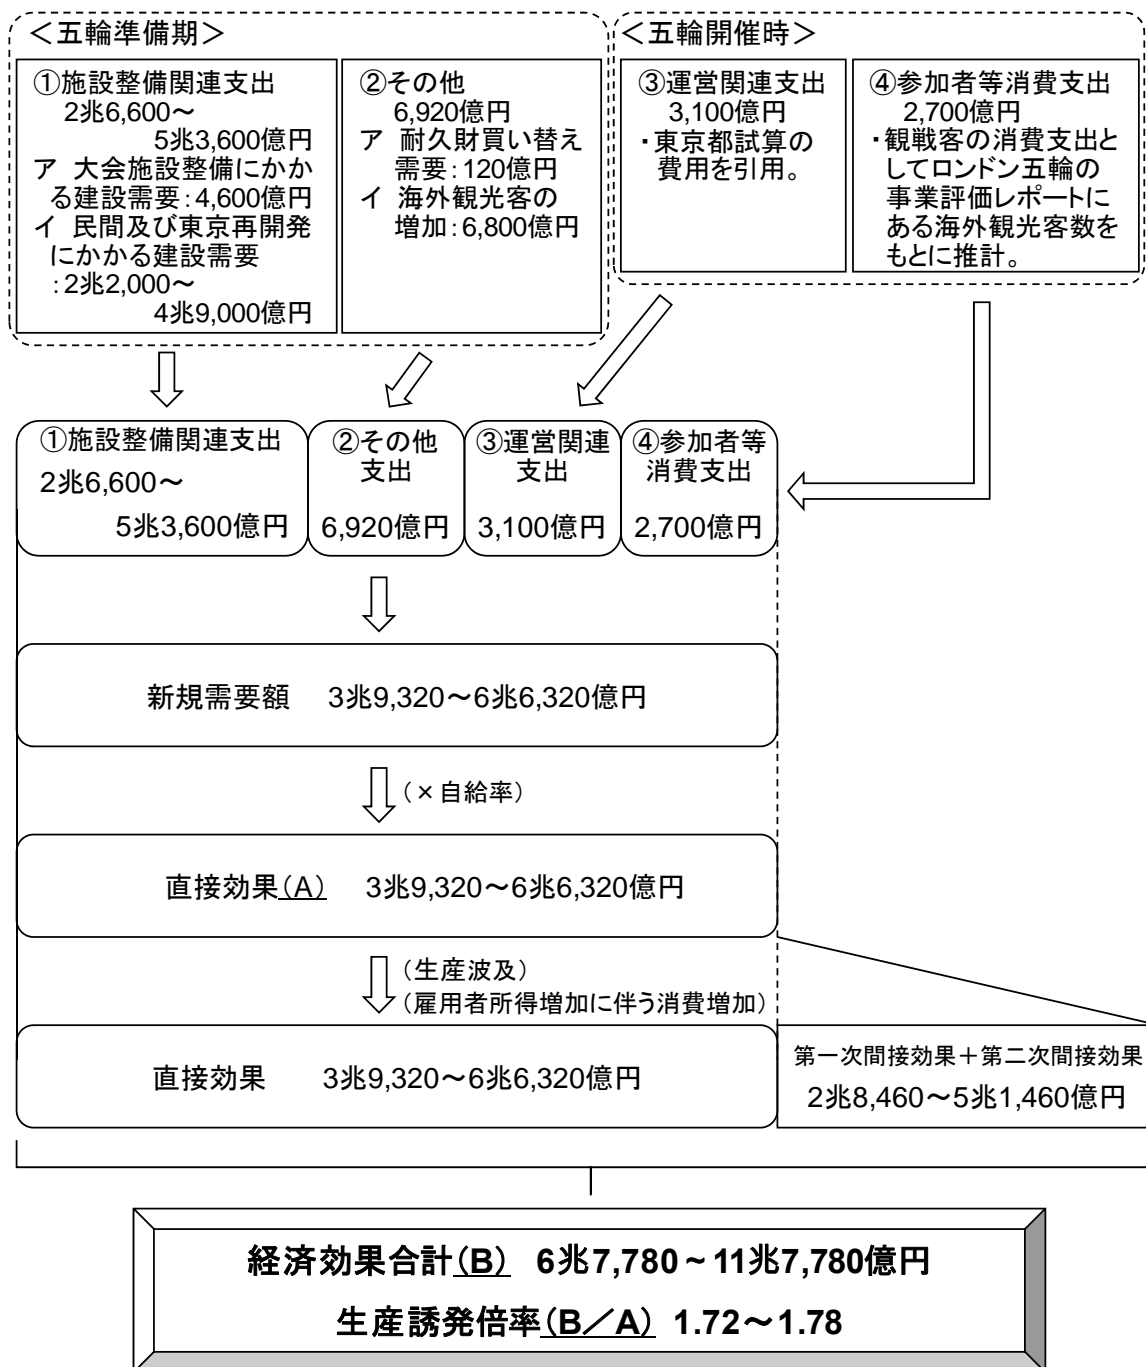 ＜五輪準備期＞
①施設整備関連支出
2兆6,600～
5兆3,600億円
ア 大会施設整備にかか
る建設需要：4,600億円
イ 民間及び東京再開発
にかかる建設需要
：2兆2,000～
4兆9,000億円
②その他
6,920億円
ア 耐久財買い替え
需要：120億円
イ 海外観光客の
増加：6,800億円
＜五輪開催時＞
③運営関連支出
3,100億円
・東京都試算の
費用を引用。
④参加者等消費支出
2,700億円
・観戦客の消費支出と
してロンドン五輪の
事業評価レポートに
ある海外観光客数を
もとに推計。
①施設整備関連支出
2兆6,600～
5兆3,600億円
②その他
支出
6,920億円
③運営関連
支出
3,100億円
④参加者等
消費支出
2,700億円
新規需要額 3兆9,320～6兆6,320億円
（×自給率）
直接効果（A） 3兆9,320～6兆6,320億円
（生産波及）
（雇用者所得増加に伴う消費増加）
直接効果 3兆9,320～6兆6,320億円
第一次間接効果＋第二次間接効果
2兆8,460～5兆1,460億円
経済効果合計（B） 6兆7,780～11兆7,780億円
生産誘発倍率（B／A） 1.72～1.78